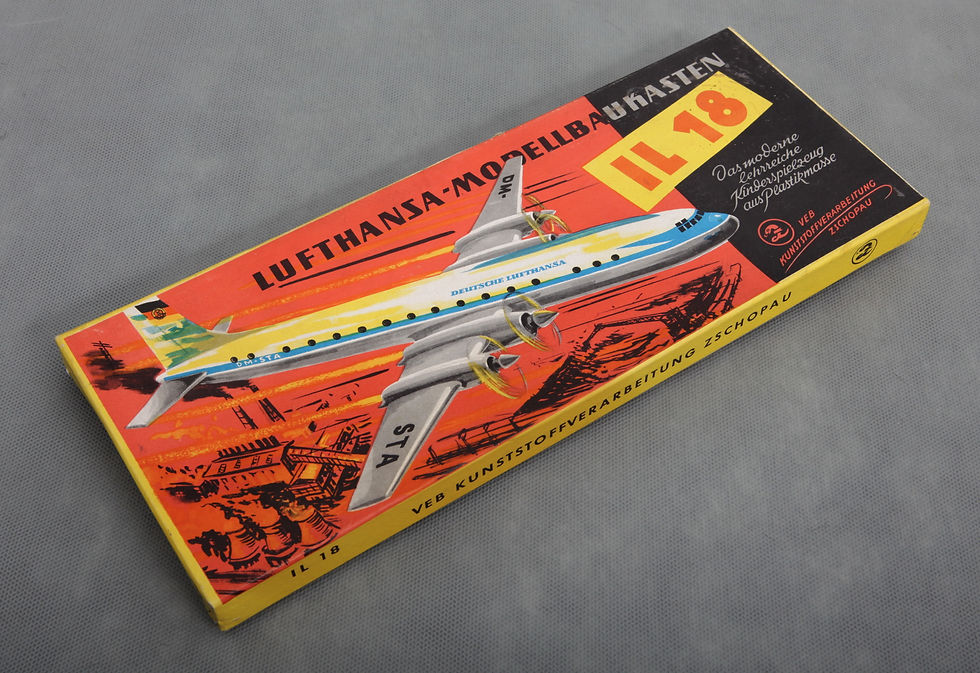 LUFTHANSA-MODELLBAUKASTEN
IL 18
Das moderne
lehrreiche
Kinderspielzeug
aus Plastikmasse
VEB
KUNSTSTOFFVERARBEITUNG
ZSCHOPAU
DM-
DEUTSCHE LUFTHANSA
DM-STA
STA
IL 18
VEB KUNSTSTOFFVERARBEITUNG ZSCHOPAU